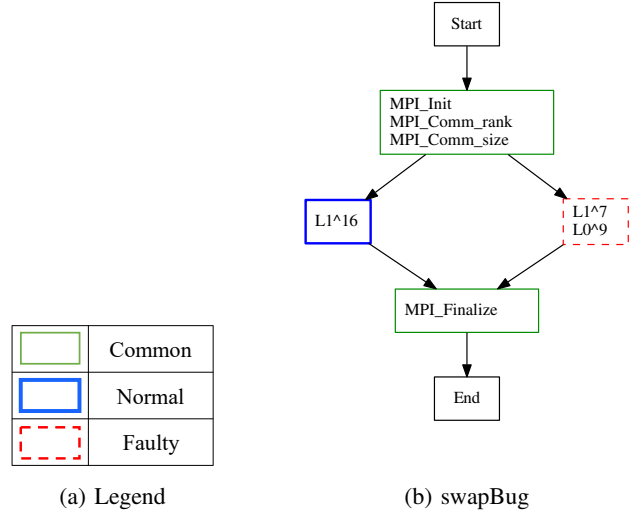 Start
MPI_Init
MPI_Comm_rank
MPI_Comm_size
L1^16
L1^7
L0^9
MPI_Finalize
End
Common
Normal
Faulty
(a) Legend
(b) swapBug